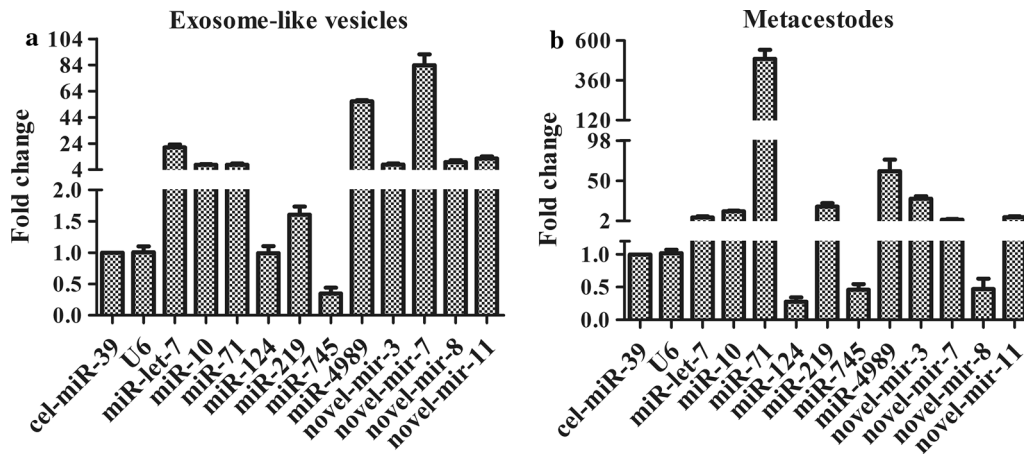 Exosome-like vesicles
a
Fold change
104
84
64
44
24
4
2.0
1.5
1.0
0.5
0.0
cel-miR-39
U6
miR-let-7
miR-10
miR-71
miR-124
miR-219
miR-745
miR-4989
novel-mir-3
novel-mir-7
novel-mir-8
novel-mir-11
Metacestodes
b
Fold change
600
360
120
98
50
2
1.0
0.5
0.0
cel-miR-39
U6
miR-let-7
miR-10
miR-71
miR-124
miR-219
miR-745
miR-4989
novel-mir-3
novel-mir-7
novel-mir-8
novel-mir-11